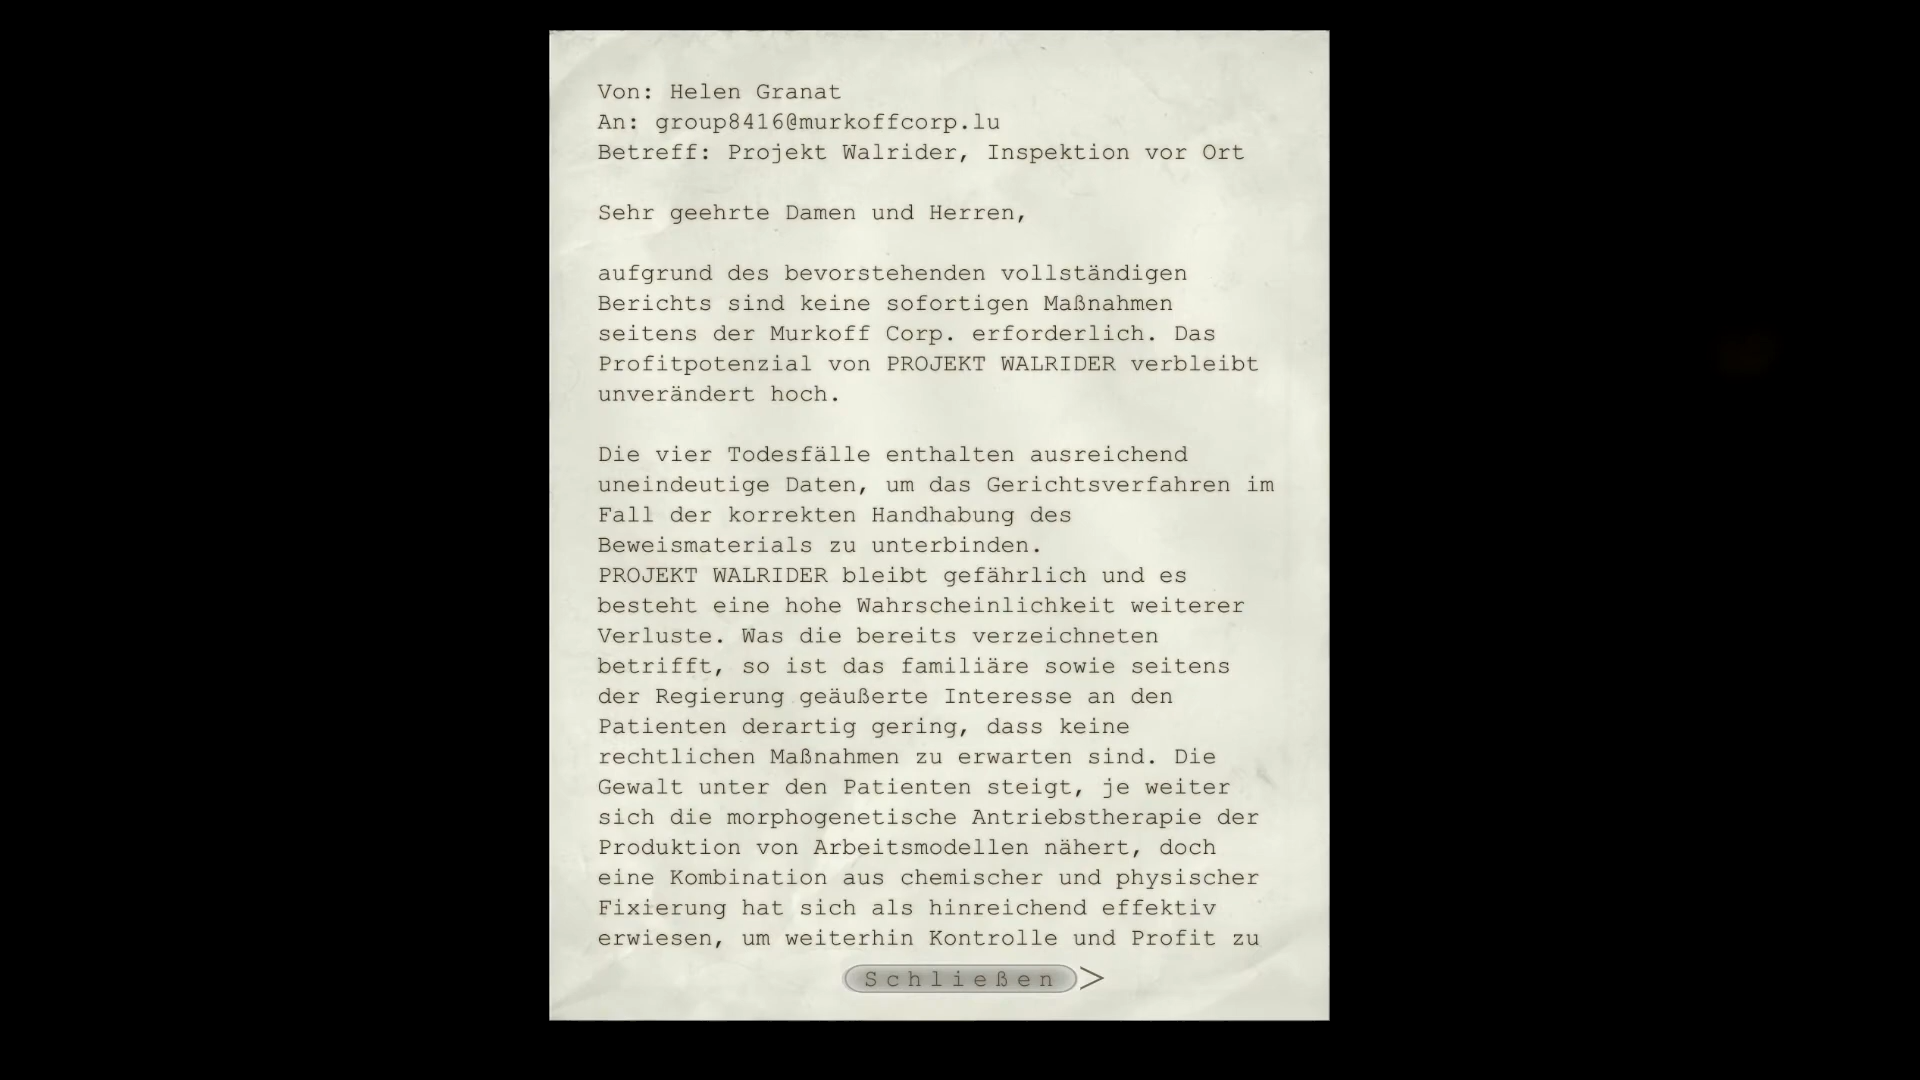 Von: Helen Granat
An: group8416@murkoffcorp.lu
Betreff: Projekt Walrider, Inspektion vor Ort
Sehr geehrte Damen und Herren,
aufgrund des bevorstehenden vollständigen
Berichts sind keine sofortigen Maßnahmen
seitens der Murkoff Corp. erforderlich. Das
Profitpotenzial von PROJEKT WALRIDER verbleibt
unverändert hoch.
Die vier Todesfälle enthalten ausreichend
uneindeutige Daten, um das Gerichtsverfahren im
Fall der korrekten Handhabung des
Beweismaterials zu unterbinden.
PROJEKT WALRIDER bleibt gefährlich und es
besteht eine hohe Wahrscheinlichkeit weiterer
Verluste. Was die bereits verzeichneten
betrifft, so ist das familiäre sowie seitens
der Regierung geäußerte Interesse an den
Patienten derartig gering, dass keine
rechtlichen Maßnahmen zu erwarten sind. Die
Gewalt unter den Patienten steigt, je weiter
sich die morphogenetische Antriebstherapie der
Produktion von Arbeitsmodellen nähert, doch
eine Kombination aus chemischer und physischer
Fixierung hat sich als hinreichend effektiv
erwiesen, um weiterhin Kontrolle und Profit zu
Schließen >